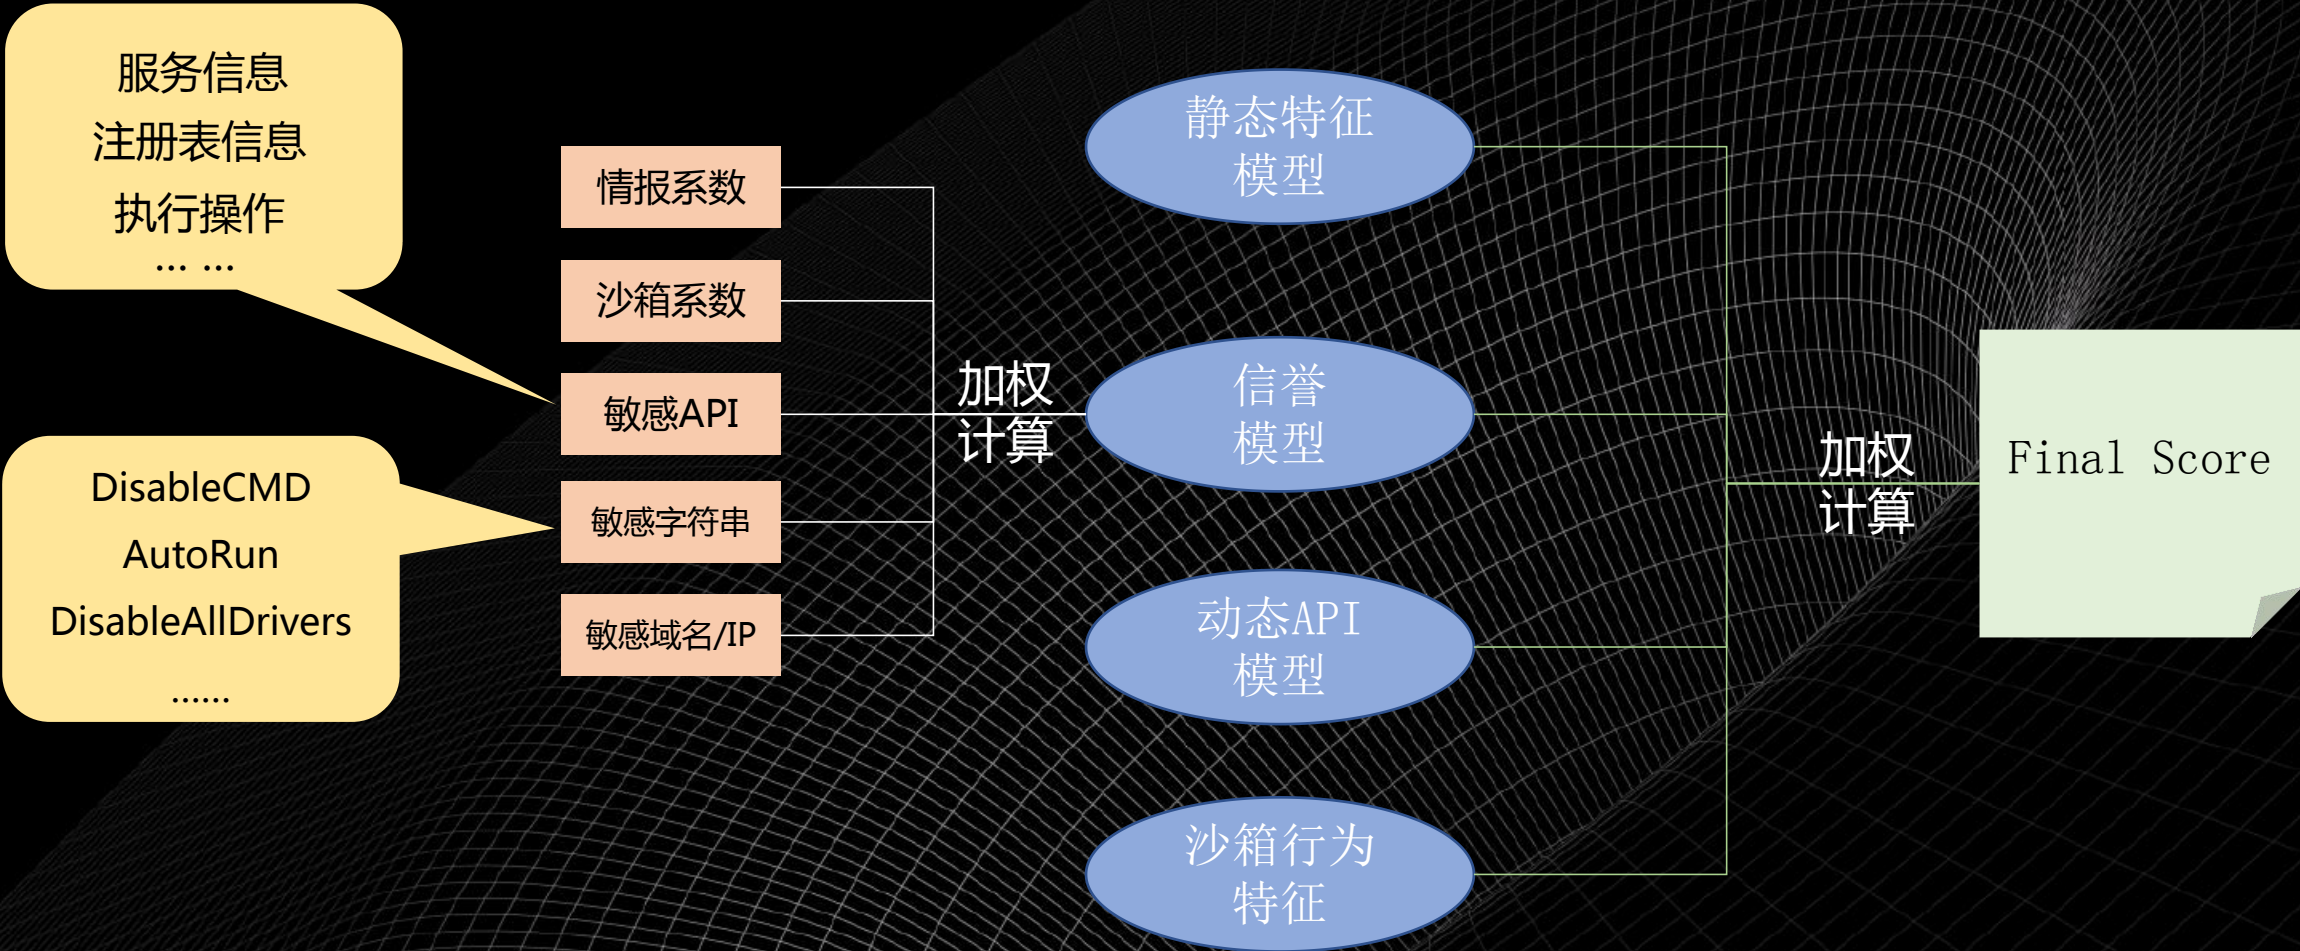 服务信息
注册表信息
执行操作
... ...
DisableCMD
AutoRun
DisableAllDrivers
......
情报系数
沙箱系数
敏感API
敏感字符串
敏感域名/IP
加权
计算
静态特征
模型
信誉
模型
动态API
模型
沙箱行为
特征
加权
计算
Final Score